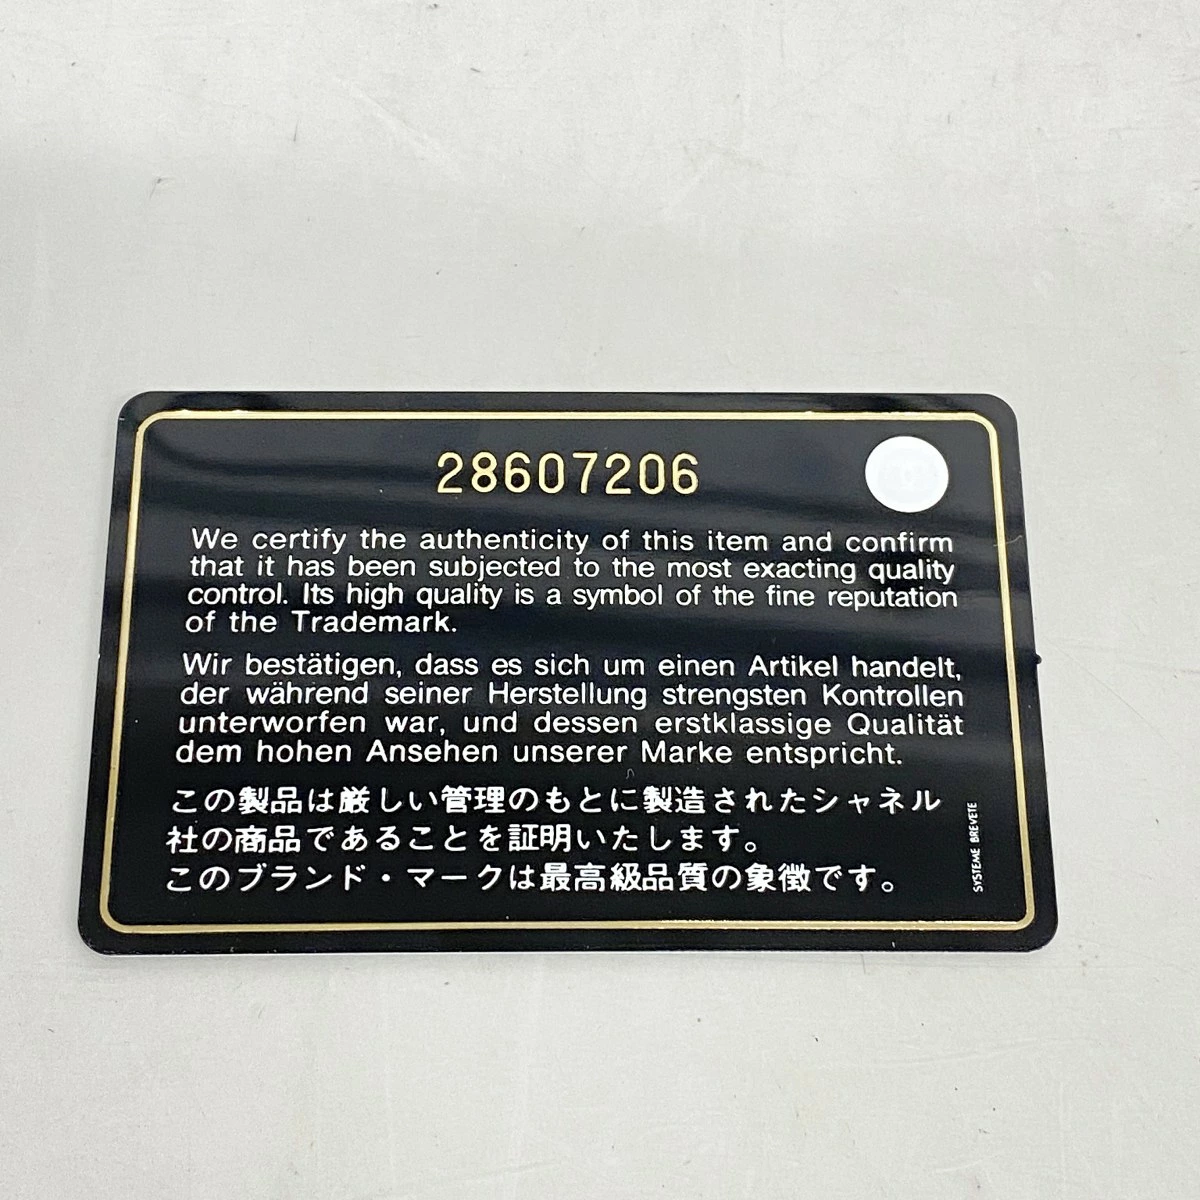 28607206
We certify the authenticity of this item and confirm
that it has been subjected to the most exacting quality
control. Its high quality is a symbol of the fine reputation
of the Trademark.
Wir bestätigen, dass es sich um einen Artikel handelt,
der während seiner Herstellung strengsten Kontrollen
unterworfen war, und dessen erstklassige Qualität
dem hohen Ansehen unserer Marke entspricht.
この製品は厳しい管理のもとに製造されたシャネル
社の商品であることを証明いたします。
このブランド・マークは最高級品質の象徴です。
SYSTEME BREVETE